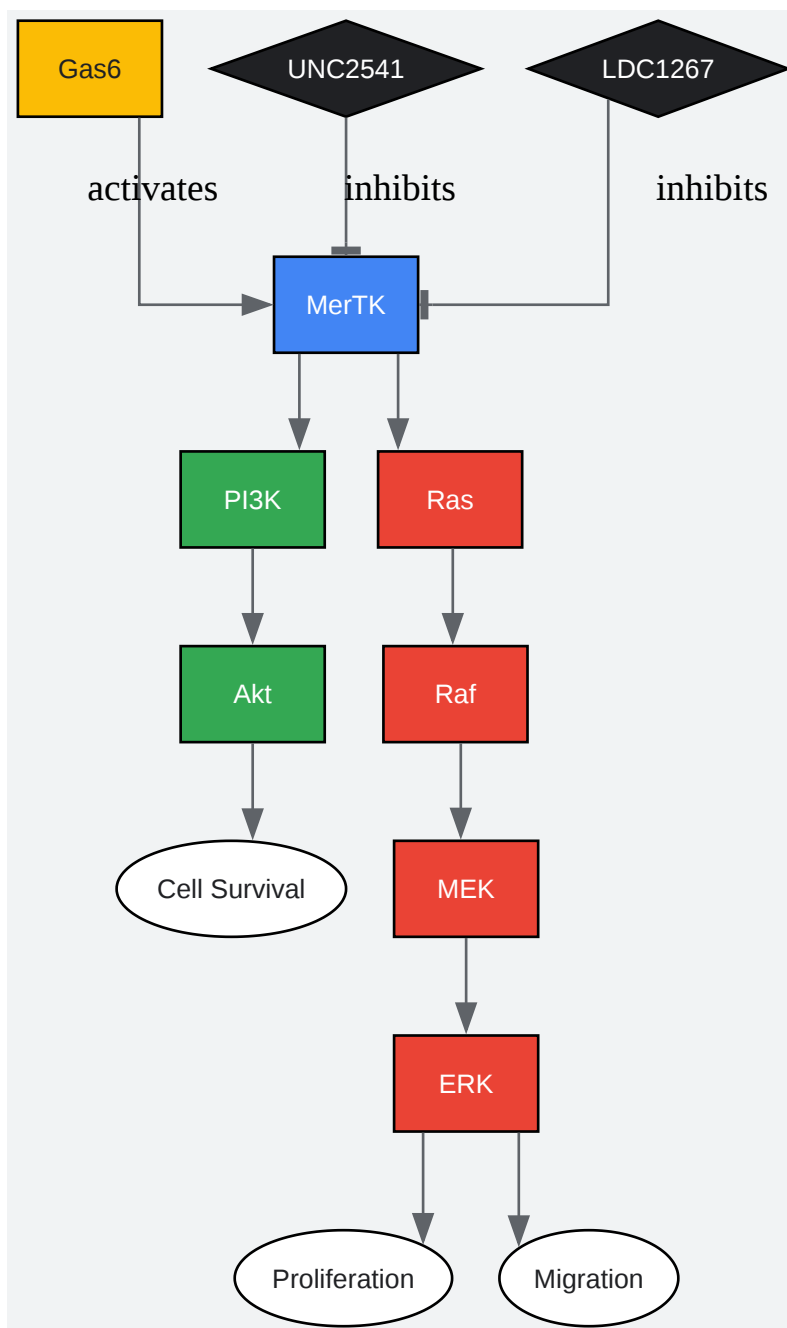 Gas6
UNC2541
LDC1267
activates
inhibits
inhibits
MerTK
PI3K
Ras
Akt
Raf
Cell Survival
MEK
ERK
Proliferation
Migration